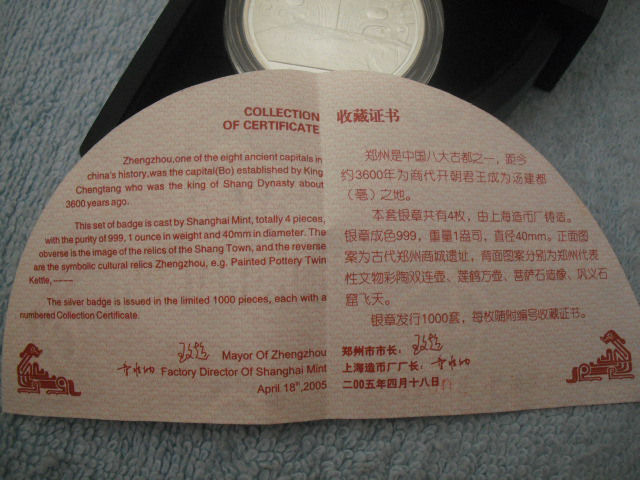 COLLECTION
OF CERTIFICATE
Zhengzhou,one of the eight ancient capitals in
china's history,was the capital(Bo) established by King
Chengtang who was the king of Shang Dynasty about
3600 years ago.
This set of badge is cast by Shanghai Mint, totally 4 pieces,
with the purity of 999, 1 ounce in weight and 40mm in diameter. The
obverse is the image of the relics of the Shang Town, and the reverse
are the symbolic cultural relics Zhengzhou, e.g. Painted Pottery Twin
Kettle,------
The silver badge is issued in the limited 1000 pieces, each with a
numbered Collection Certificate.
Mayor Of Zhengzhou
Factory Director Of Shanghai Mint
April 18th,2005
收藏证书
郑州是中国八大古都之一，距今
约3600年为商代开朝君王成为汤建都
（亳）之地。
本套银章共有4枚，由上海造币厂铸造。
银章成色999，重量1盎司，直径40mm。正面图
案为古代郑州商城遗址，背面图案分别为郑州代表
性文物彩陶双连壶、莲鹤方壶、菩萨石造像、巩义石
窟飞天。
银章发行1000套，每枚随附编号收藏证书。
郑州市市长：
上海造币厂厂长：
二00五年四月十八日